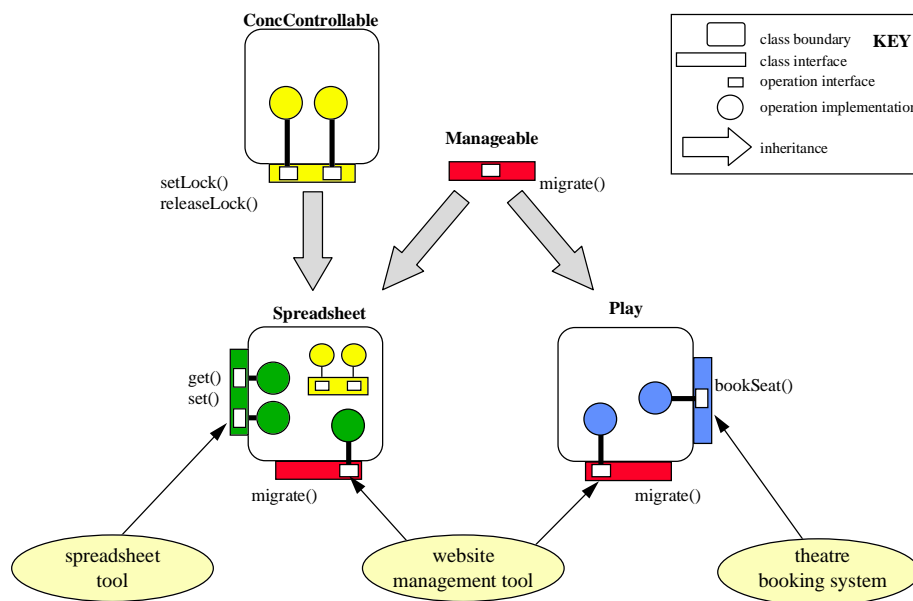 ConcControllable
class boundary
KEY
class interface
operation interface
operation implementation
inheritance
Manageable
setLock()
releaseLock()
migrate()
Spreadsheet
Play
get()
set()
bookSeat()
migrate()
migrate()
spreadsheet
tool
website
management tool
theatre
booking system